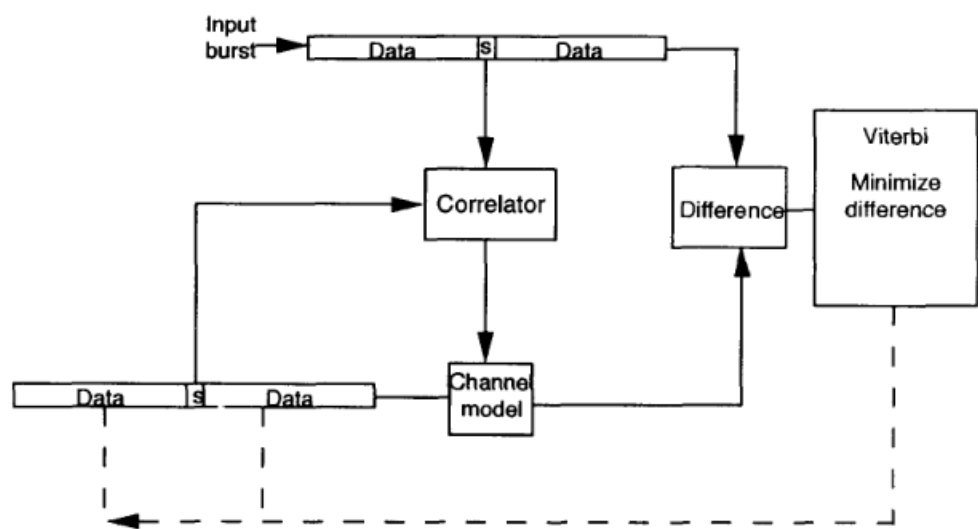 Input
burst
Data s Data
Viterbi
Minimize
difference
Correlator
Difference
Channel
model
Data s Data